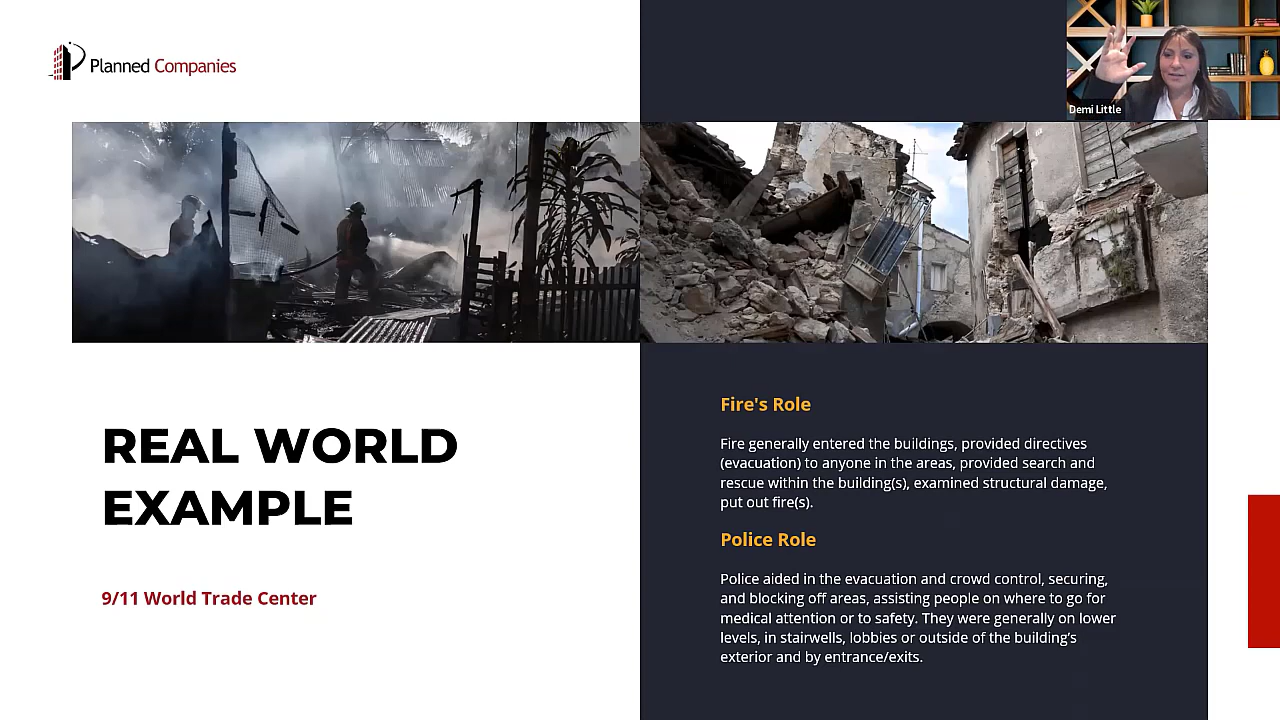 Planned Companies
Demi Little
REAL WORLD
EXAMPLE
9/11 World Trade Center
Fire's Role
Fire generally entered the buildings, provided directives
(evacuation) to anyone in the areas, provided search and
rescue within the building(s), examined structural damage,
put out fire(s).
Police Role
Police aided in the evacuation and crowd control, securing,
and blocking off areas, assisting people on where to go for
medical attention or to safety. They were generally on lower
levels, in stairwells, lobbies or outside of the building’s
exterior and by entrance/exits.